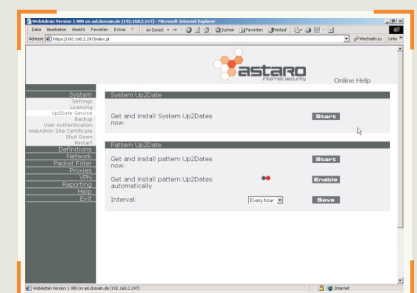 WebAdmin Version 1.900 on asl.domain.de (192.168.2.247) - Microsoft Internet Explorer
Datei Bearbeiten Ansicht Favoriten Extras ?
Zurück Suchen Favoriten Verlauf
Adresse https://192.168.2.247/index.pl Wechseln zu Links
astaro
internet security
Online Help
System
Settings
Licensing
Up2Date Service
Backup
User Authentication
WebAdmin Site Certificate
Shut Down
Restart
Definitions
Network
Packet Filter
Proxies
VPN
Reporting
Help
Exit
System Up2Date
Get and Install System Up2Dates now: Start
Pattern Up2Date
Get and Install pattern Up2Dates now: Start
Get and Install pattern Up2Dates automatically Enable
Interval: Every hour Save
WebAdmin Version 1.900 on asl.domain.de (192.168.2.247) Internet